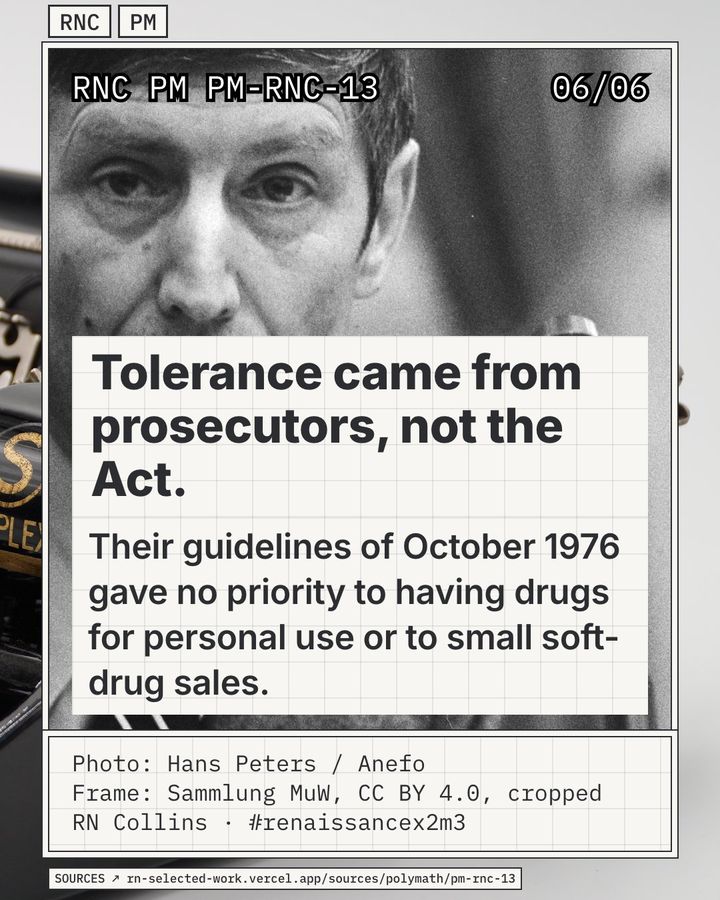 RNC PM
RNC PM PM-RNC-13 06/06
Tolerance came from
prosecutors, not the
Act.
Their guidelines of October 1976
gave no priority to having drugs
for personal use or to small soft-
drug sales.
Photo: Hans Peters / Anefo
Frame: Sammlung MuW, CC BY 4.0, cropped
RN Collins · #renaissancex2m3
SOURCES ↗ rn-selected-work.vercel.app/sources/polymath/pm-rnc-13